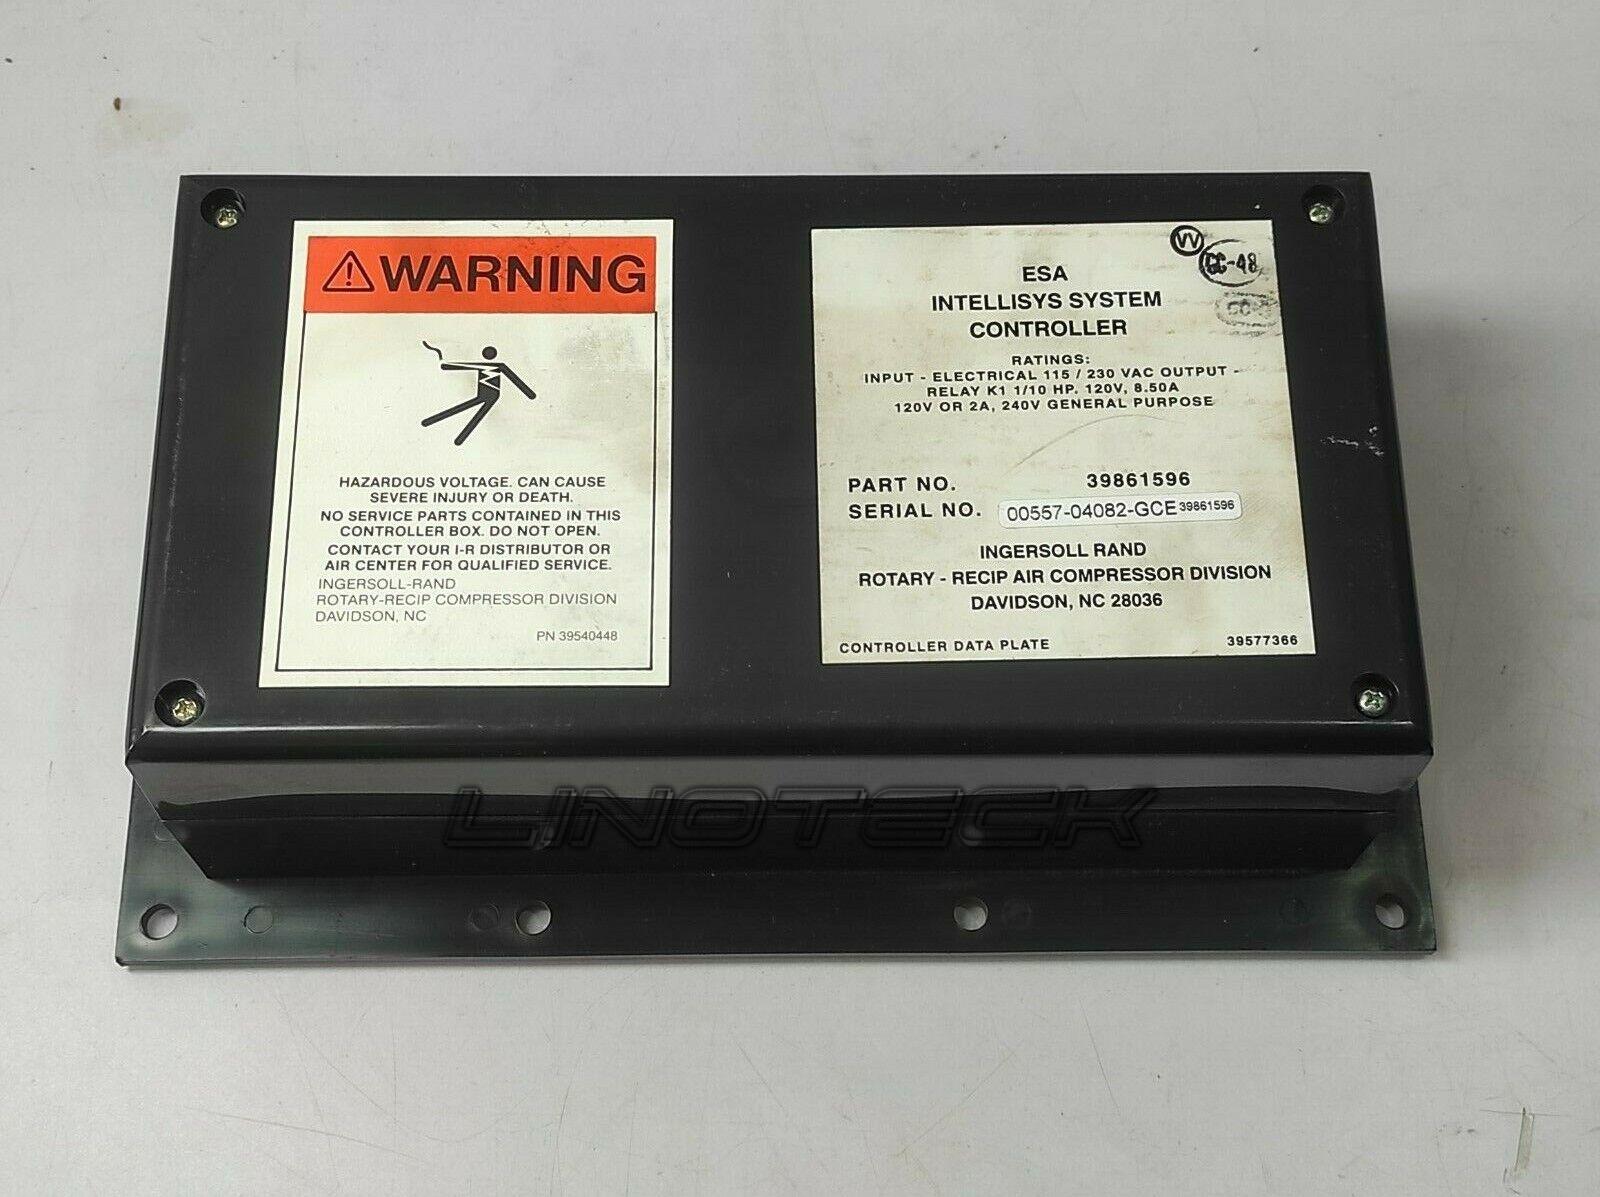 WARNING
HAZARDOUS VOLTAGE. CAN CAUSE
SEVERE INJURY OR DEATH.
NO SERVICE PARTS CONTAINED IN THIS
CONTROLLER BOX. DO NOT OPEN.
CONTACT YOUR I-R DISTRIBUTOR OR
AIR CENTER FOR QUALIFIED SERVICE.
INGERSOLL-RAND
ROTARY-RECIP COMPRESSOR DIVISION
DAVIDSON, NC
PN 39540448
VV
GC-48
ESA
INTELLISYS SYSTEM
CONTROLLER
RATINGS:
INPUT - ELECTRICAL 115 / 230 VAC OUTPUT -
RELAY K1 1/10 HP. 120V, 8.50A
120V OR 2A, 240V GENERAL PURPOSE
PART NO. 39861596
SERIAL NO. 00557-04082-GCE 39861596
INGERSOLL RAND
ROTARY - RECIP AIR COMPRESSOR DIVISION
DAVIDSON, NC 28036
CONTROLLER DATA PLATE 39577366
LINOTECK